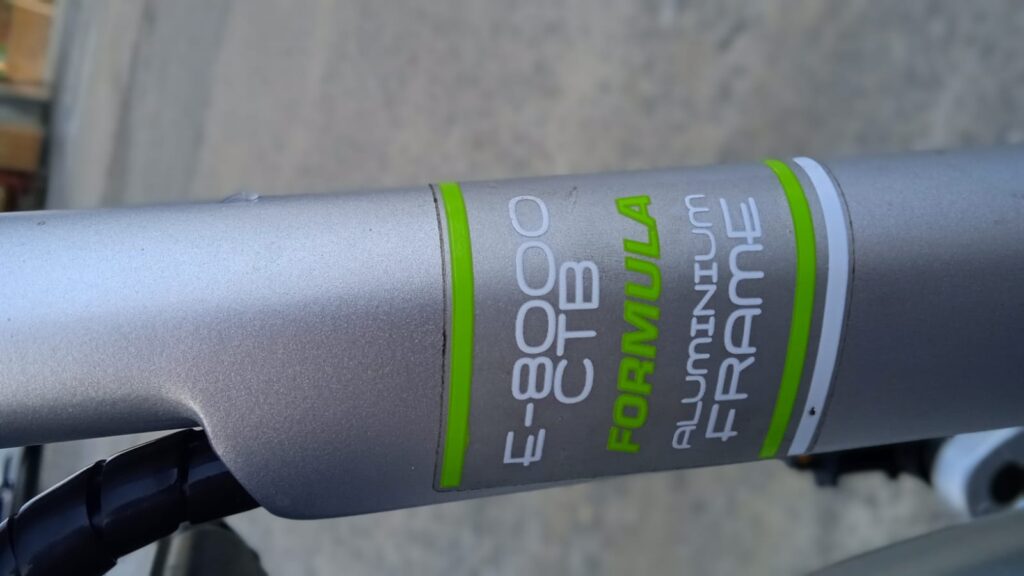 E-8000
CTB
FORMULA
ALUMINIUM
FRAME